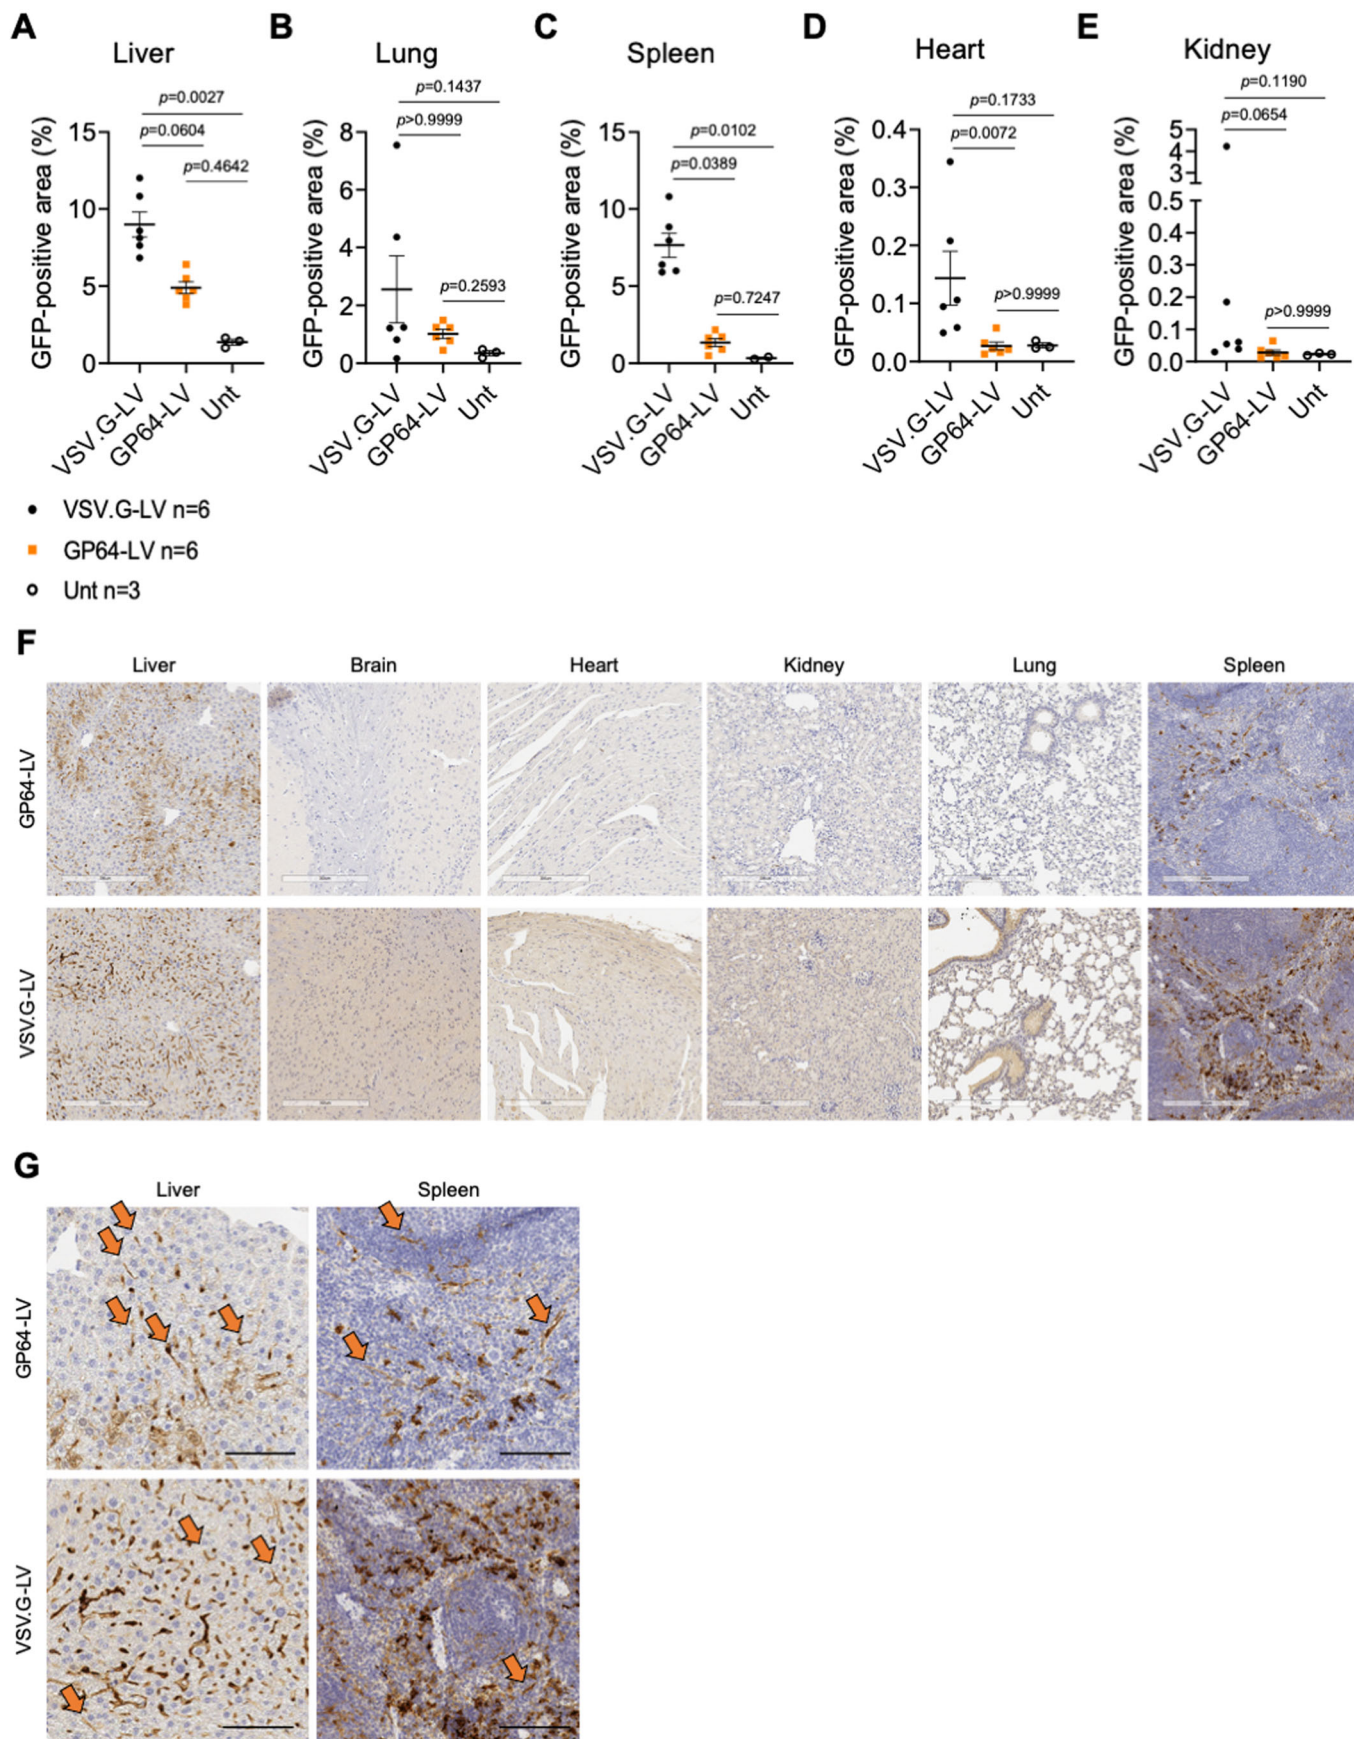 A
Liver
GFP-positive area (%)
p=0.0027
p=0.0604
p=0.4642
15
10
5
0
VSV.G-LV
GP64-LV
Unt
B
Lung
GFP-positive area (%)
p=0.1437
p>0.9999
p=0.2593
8
6
4
2
0
VSV.G-LV
GP64-LV
Unt
C
Spleen
GFP-positive area (%)
p=0.0102
p=0.0389
p=0.7247
15
10
5
0
VSV.G-LV
GP64-LV
Unt
D
Heart
GFP-positive area (%)
p=0.1733
p=0.0072
p>0.9999
0.4
0.3
0.2
0.1
0.0
VSV.G-LV
GP64-LV
Unt
E
Kidney
GFP-positive area (%)
p=0.1190
p=0.0654
p>0.9999
5
4
3
0.5
0.4
0.3
0.2
0.1
0.0
VSV.G-LV
GP64-LV
Unt
VSV.G-LV n=6
GP64-LV n=6
Unt n=3
F
Liver
Brain
Heart
Kidney
Lung
Spleen
GP64-LV
VSV.G-LV
G
Liver
Spleen
GP64-LV
VSV.G-LV